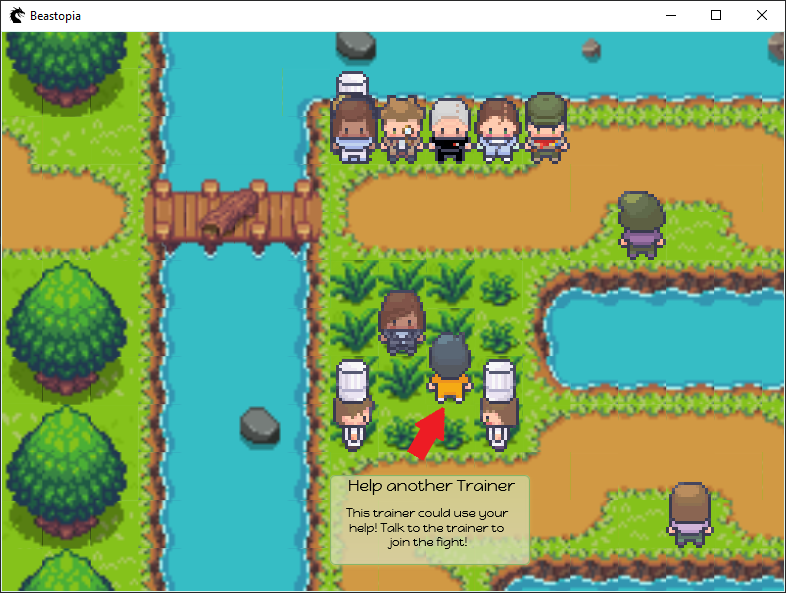 Beastopia
Help another Trainer
This trainer could use your
help! Talk to the trainer to
join the fight!